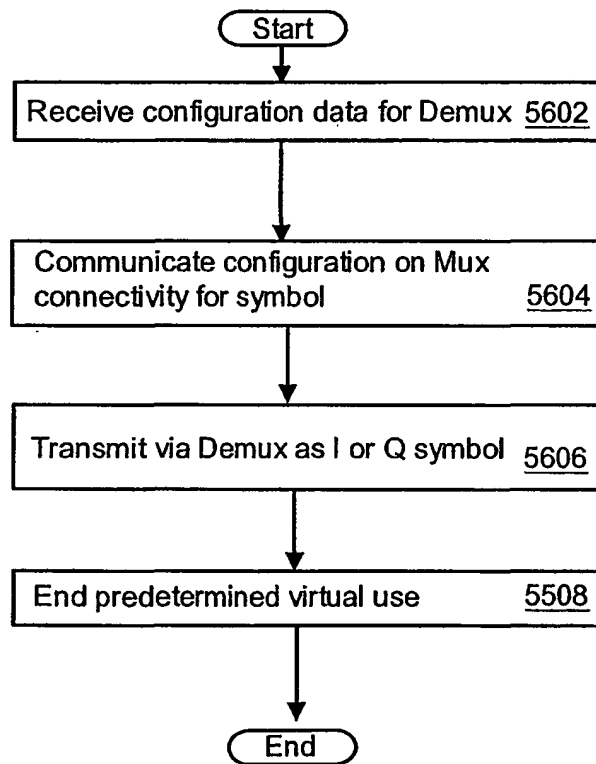 Start
Receive configuration data for Demux 5602
Communicate configuration on Mux
connectivity for symbol 5604
Transmit via Demux as I or Q symbol 5606
End predetermined virtual use 5508
End